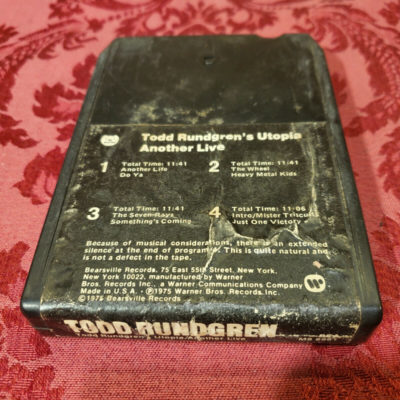 Todd Rundgren's Utopia
Another Live
1 Total Time: 11:41
Another Life
Do Ya
2 Total Time: 11:41
The Wheel
Heavy Metal Kids
3 Total Time: 11:41
The Seven Rays
Something's Coming
4 Total Time: 11:06
Intro/Mister Triscuits
Just One Victory
Because of musical considerations, there is an extended
silence at the end of program 4. This is quite natural and
is not a defect in the tape.
Bearsville Records, 75 East 55th Street, New York,
New York 10022, manufactured by Warner
Bros. Records Inc., a Warner Communications Company
Made in U.S.A. · ℗1975 Warner Bros. Records, Inc.
©1975 Bearsville Records
TODD RUNDGREN
Todd Rundgren's Utopia/Another Live